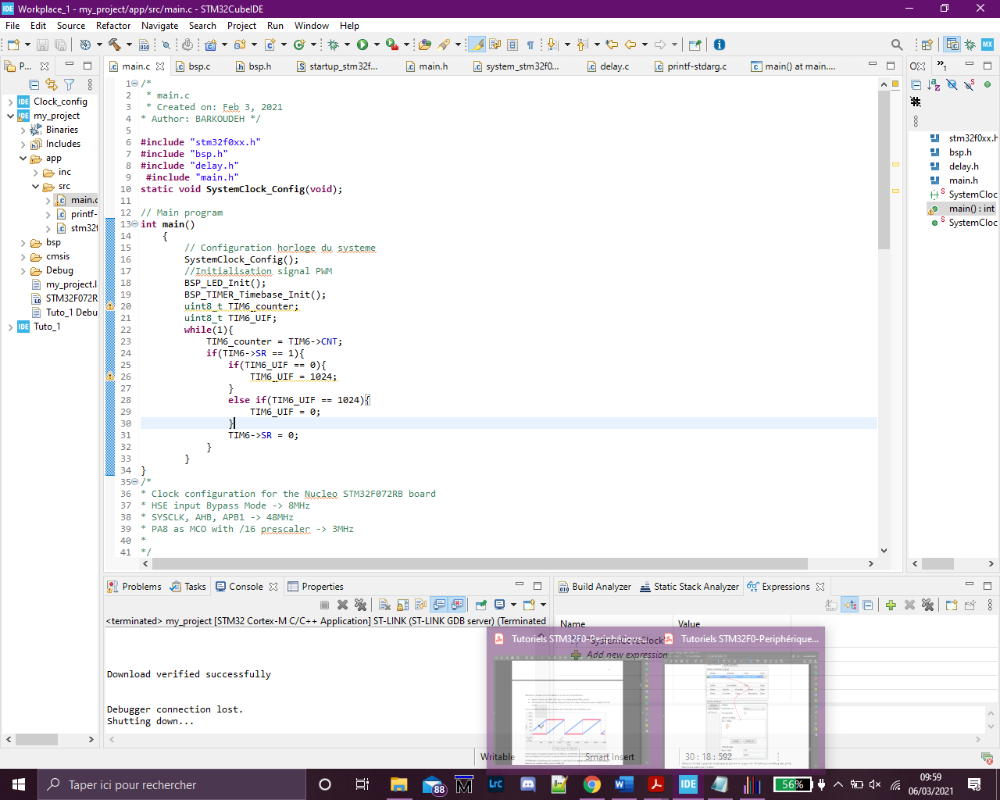 Workplace_1 - my_project/app/src/main.c - STM32CubeIDE
File Edit Source Refactor Navigate Search Project Run Window Help
P...
main.c
bsp.c
bsp.h
startup_stm32f...
main.h
system_stm32f0...
delay.c
printf-stdarg.c
main() at main....
Clock_config
my_project
Binaries
Includes
app
inc
src
main.c
printf-
stm32f
bsp
cmsis
Debug
my_project.l
STM32F072R
Tuto_1 Debu
Tuto_1
1 /*
2 * main.c
3 * Created on: Feb 3, 2021
4 * Author: BARKOUDEH */
5
6 #include "stm32f0xx.h"
7 #include "bsp.h"
8 #include "delay.h"
9 #include "main.h"
10 static void SystemClock_Config(void);
11
12 // Main program
13 int main()
14 {
15 // Configuration horloge du systeme
16 SystemClock_Config();
17 //Initialisation signal PWM
18 BSP_LED_Init();
19 BSP_TIMER_Timebase_Init();
20 uint8_t TIM6_counter;
21 uint8_t TIM6_UIF;
22 while(1){
23 TIM6_counter = TIM6->CNT;
24 if(TIM6->SR == 1){
25 if(TIM6_UIF == 0){
26 TIM6_UIF = 1024;
27 }
28 else if(TIM6_UIF == 1024){
29 TIM6_UIF = 0;
30 }
31 TIM6->SR = 0;
32 }
33 }
34 }
35 /*
36 * Clock configuration for the Nucleo STM32F072RB board
37 * HSE input Bypass Mode -> 8MHz
38 * SYSCLK, AHB, APB1 -> 48MHz
39 * PA8 as MCO with /16 prescaler -> 3MHz
40 *
41 */
stm32f0xx.h
bsp.h
delay.h
main.h
SystemCloc
main() : int
SystemCloc
Problems Tasks Console Properties
<terminated> my_project [STM32 Cortex-M C/C++ Application] ST-LINK (ST-LINK GDB server) (Terminated
Download verified successfully
Debugger connection lost.
Shutting down...
Build Analyzer Static Stack Analyzer Expressions
Name Value
SystemCoreClock
Add new expression
Tutoriels STM32F0-Periphérique...
Tutoriels STM32F0-Periphérique...
Writable Smart Insert 30 : 18 : 592
Taper ici pour rechercher
88
Lrc
IDE
56%
09:59
06/03/2021